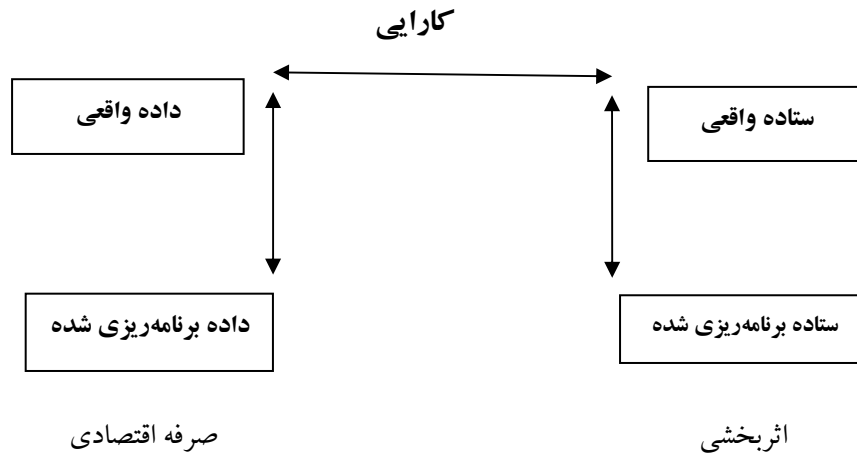 کارایی
ستاده واقعی
داده واقعی
ستاده برنامه‌ریزی شده
داده برنامه‌ریزی شده
اثربخشی
صرفه اقتصادی